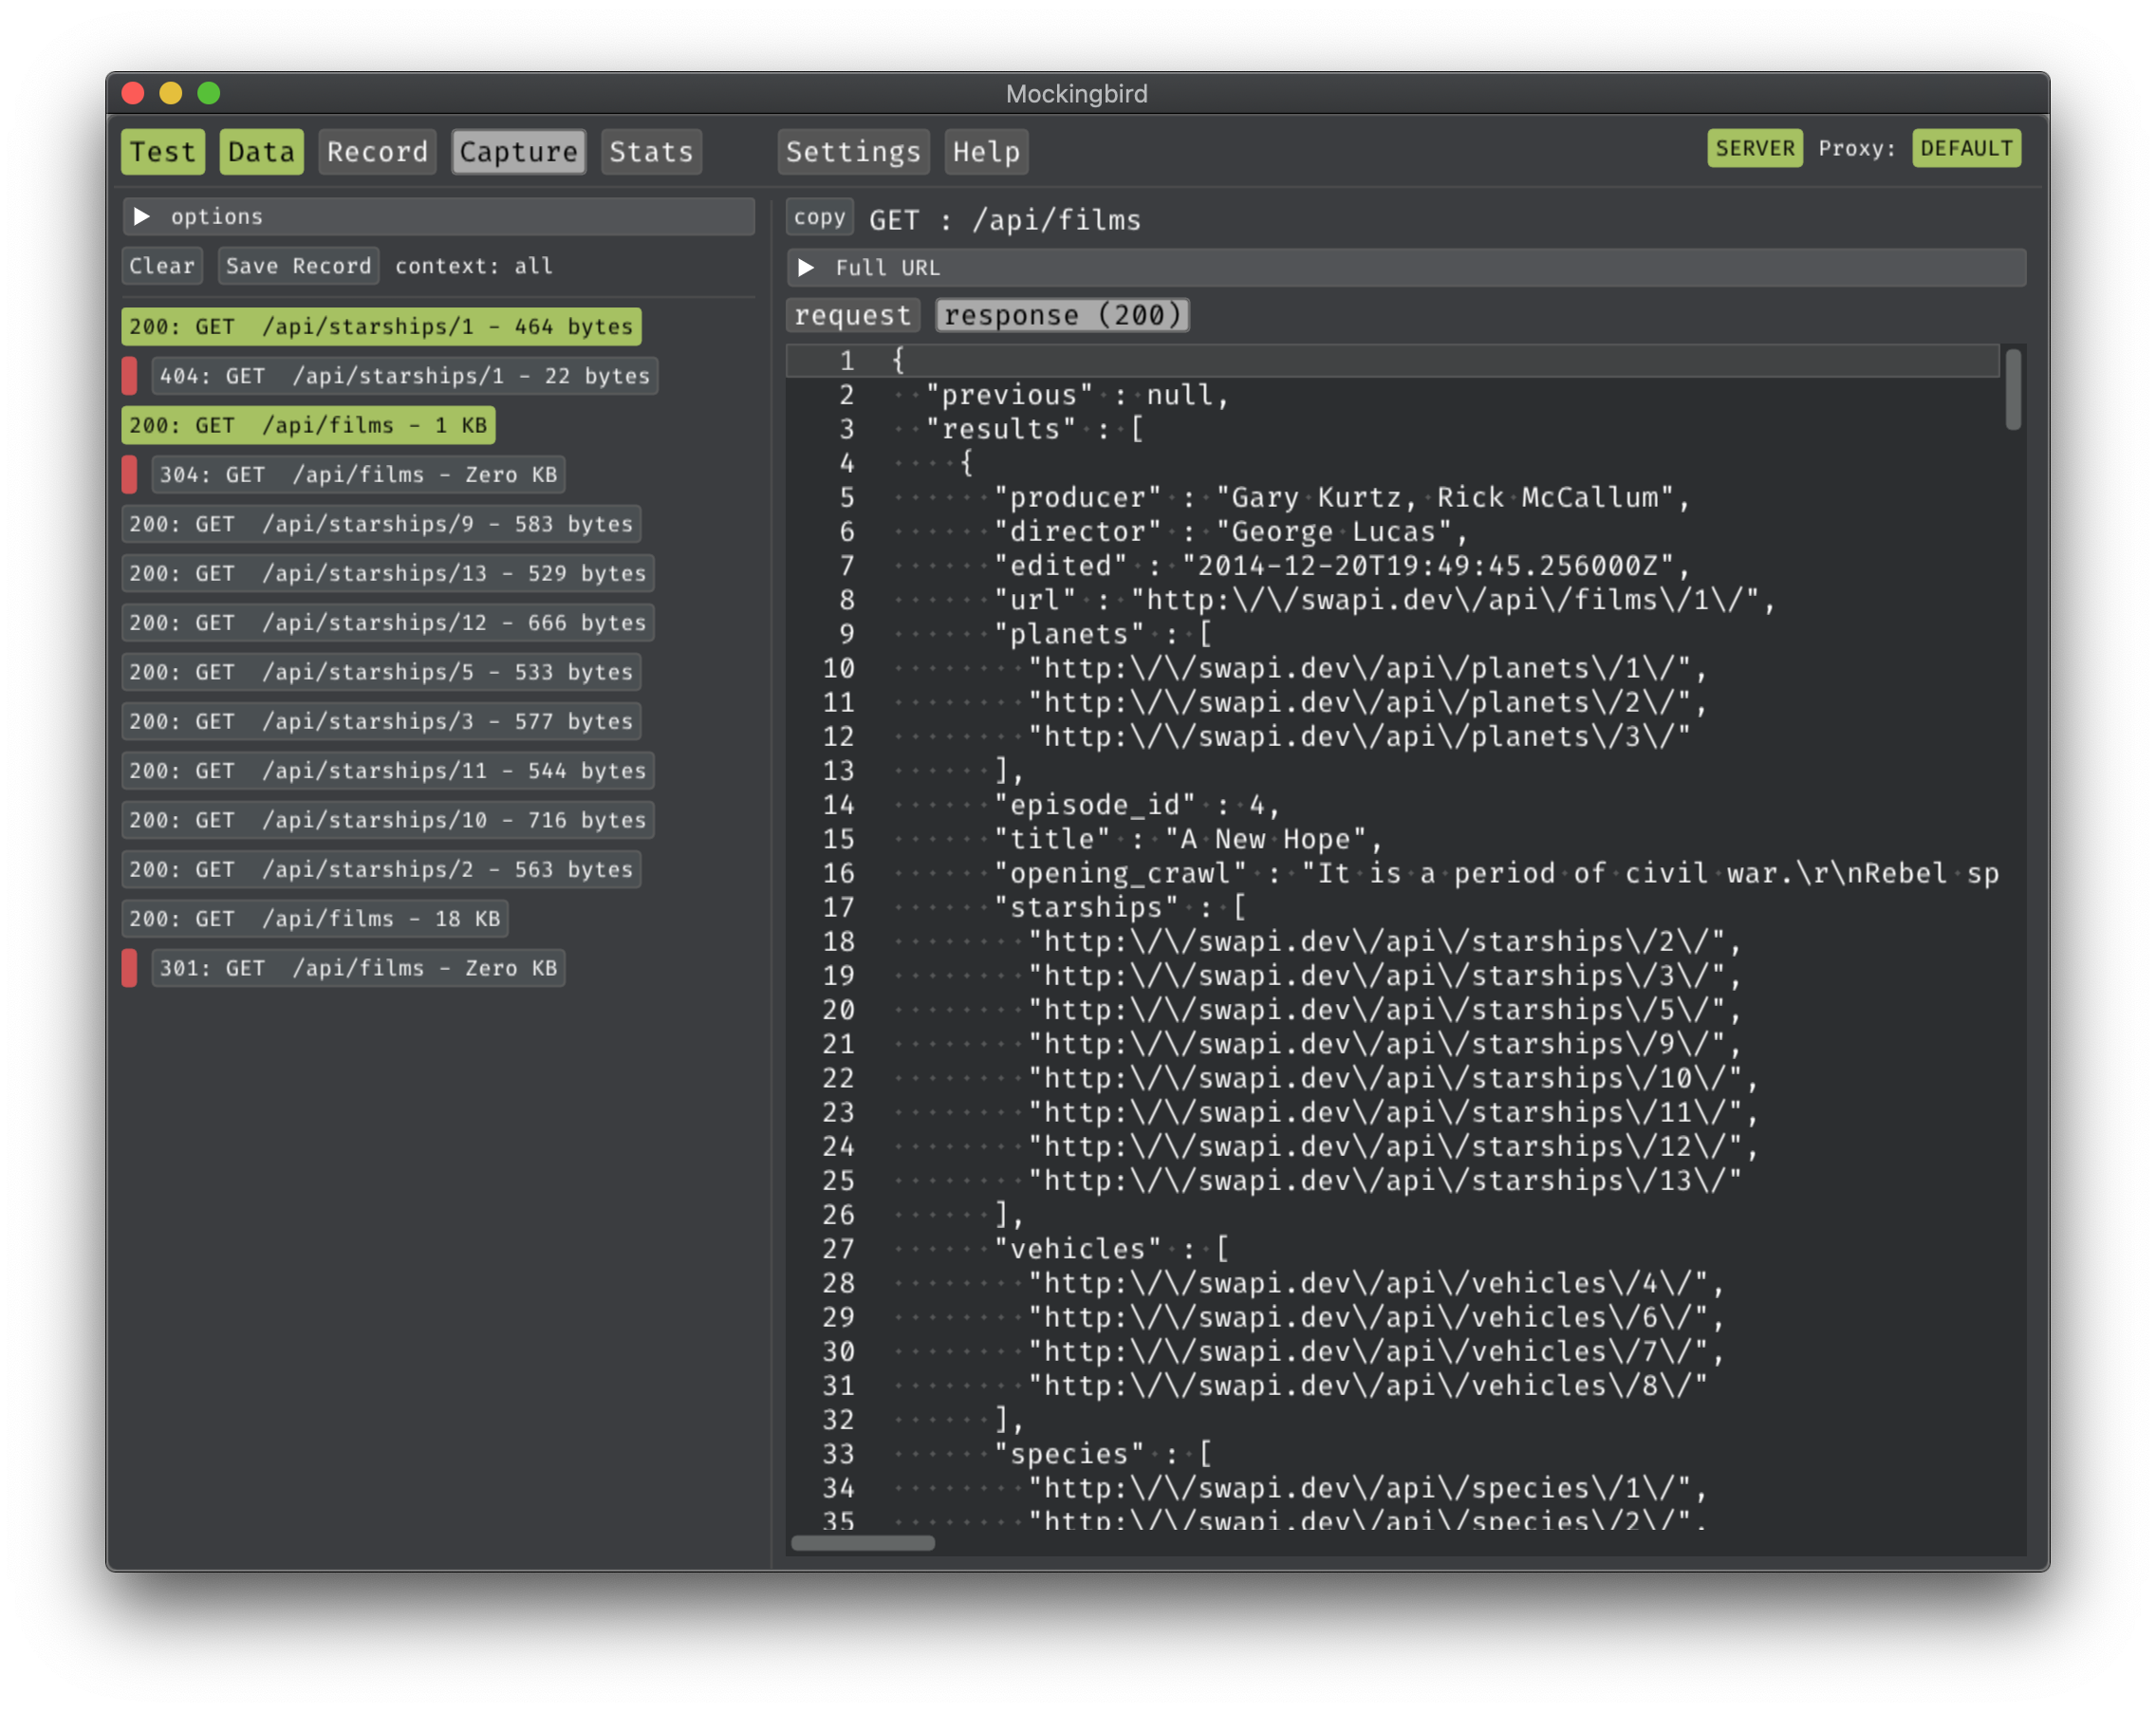 Mockingbird
Test Data Record Capture Stats Settings Help SERVER Proxy: DEFAULT
options
Clear Save Record context: all
200: GET /api/starships/1 - 464 bytes
404: GET /api/starships/1 - 22 bytes
200: GET /api/films - 1 KB
304: GET /api/films - Zero KB
200: GET /api/starships/9 - 583 bytes
200: GET /api/starships/13 - 529 bytes
200: GET /api/starships/12 - 666 bytes
200: GET /api/starships/5 - 533 bytes
200: GET /api/starships/3 - 577 bytes
200: GET /api/starships/11 - 544 bytes
200: GET /api/starships/10 - 716 bytes
200: GET /api/starships/2 - 563 bytes
200: GET /api/films - 18 KB
301: GET /api/films - Zero KB
copy GET : /api/films
Full URL
request response (200)
1 {
2 "previous" : null,
3 "results" : [
4 {
5 "producer" : "Gary Kurtz, Rick McCallum",
6 "director" : "George Lucas",
7 "edited" : "2014-12-20T19:49:45.256000Z",
8 "url" : "http:\/\/swapi.dev\/api\/films\/1\/",
9 "planets" : [
10 "http:\/\/swapi.dev\/api\/planets\/1\/",
11 "http:\/\/swapi.dev\/api\/planets\/2\/",
12 "http:\/\/swapi.dev\/api\/planets\/3\/"
13 ],
14 "episode_id" : 4,
15 "title" : "A New Hope",
16 "opening_crawl" : "It is a period of civil war.\r\nRebel sp
17 "starships" : [
18 "http:\/\/swapi.dev\/api\/starships\/2\/",
19 "http:\/\/swapi.dev\/api\/starships\/3\/",
20 "http:\/\/swapi.dev\/api\/starships\/5\/",
21 "http:\/\/swapi.dev\/api\/starships\/9\/",
22 "http:\/\/swapi.dev\/api\/starships\/10\/",
23 "http:\/\/swapi.dev\/api\/starships\/11\/",
24 "http:\/\/swapi.dev\/api\/starships\/12\/",
25 "http:\/\/swapi.dev\/api\/starships\/13\/"
26 ],
27 "vehicles" : [
28 "http:\/\/swapi.dev\/api\/vehicles\/4\/",
29 "http:\/\/swapi.dev\/api\/vehicles\/6\/",
30 "http:\/\/swapi.dev\/api\/vehicles\/7\/",
31 "http:\/\/swapi.dev\/api\/vehicles\/8\/"
32 ],
33 "species" : [
34 "http:\/\/swapi.dev\/api\/species\/1\/",
35 "http:\/\/swapi.dev\/api\/species\/2\/",